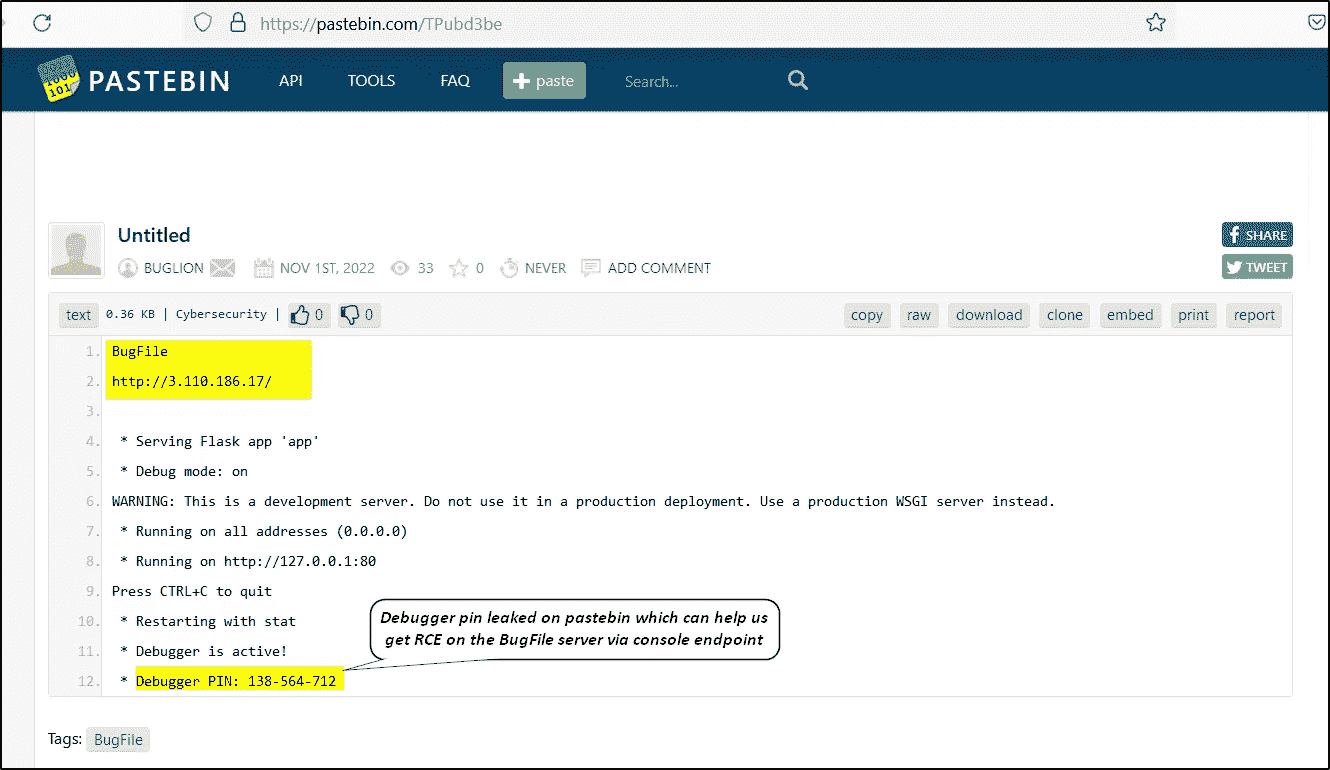 https://pastebin.com/TPubd3be
PASTEBIN API TOOLS FAQ + paste Search...
Untitled
BUGLION NOV 1ST, 2022 33 0 NEVER ADD COMMENT
SHARE
TWEET
text 0.36 KB | Cybersecurity | 0 0 copy raw download clone embed print report
1. BugFile
2. http://3.110.186.17/
3.
4. * Serving Flask app 'app'
5. * Debug mode: on
6. WARNING: This is a development server. Do not use it in a production deployment. Use a production WSGI server instead.
7. * Running on all addresses (0.0.0.0)
8. * Running on http://127.0.0.1:80
9. Press CTRL+C to quit
10. * Restarting with stat
11. * Debugger is active!
12. * Debugger PIN: 138-564-712
Debugger pin leaked on pastebin which can help us
get RCE on the BugFile server via console endpoint
Tags: BugFile